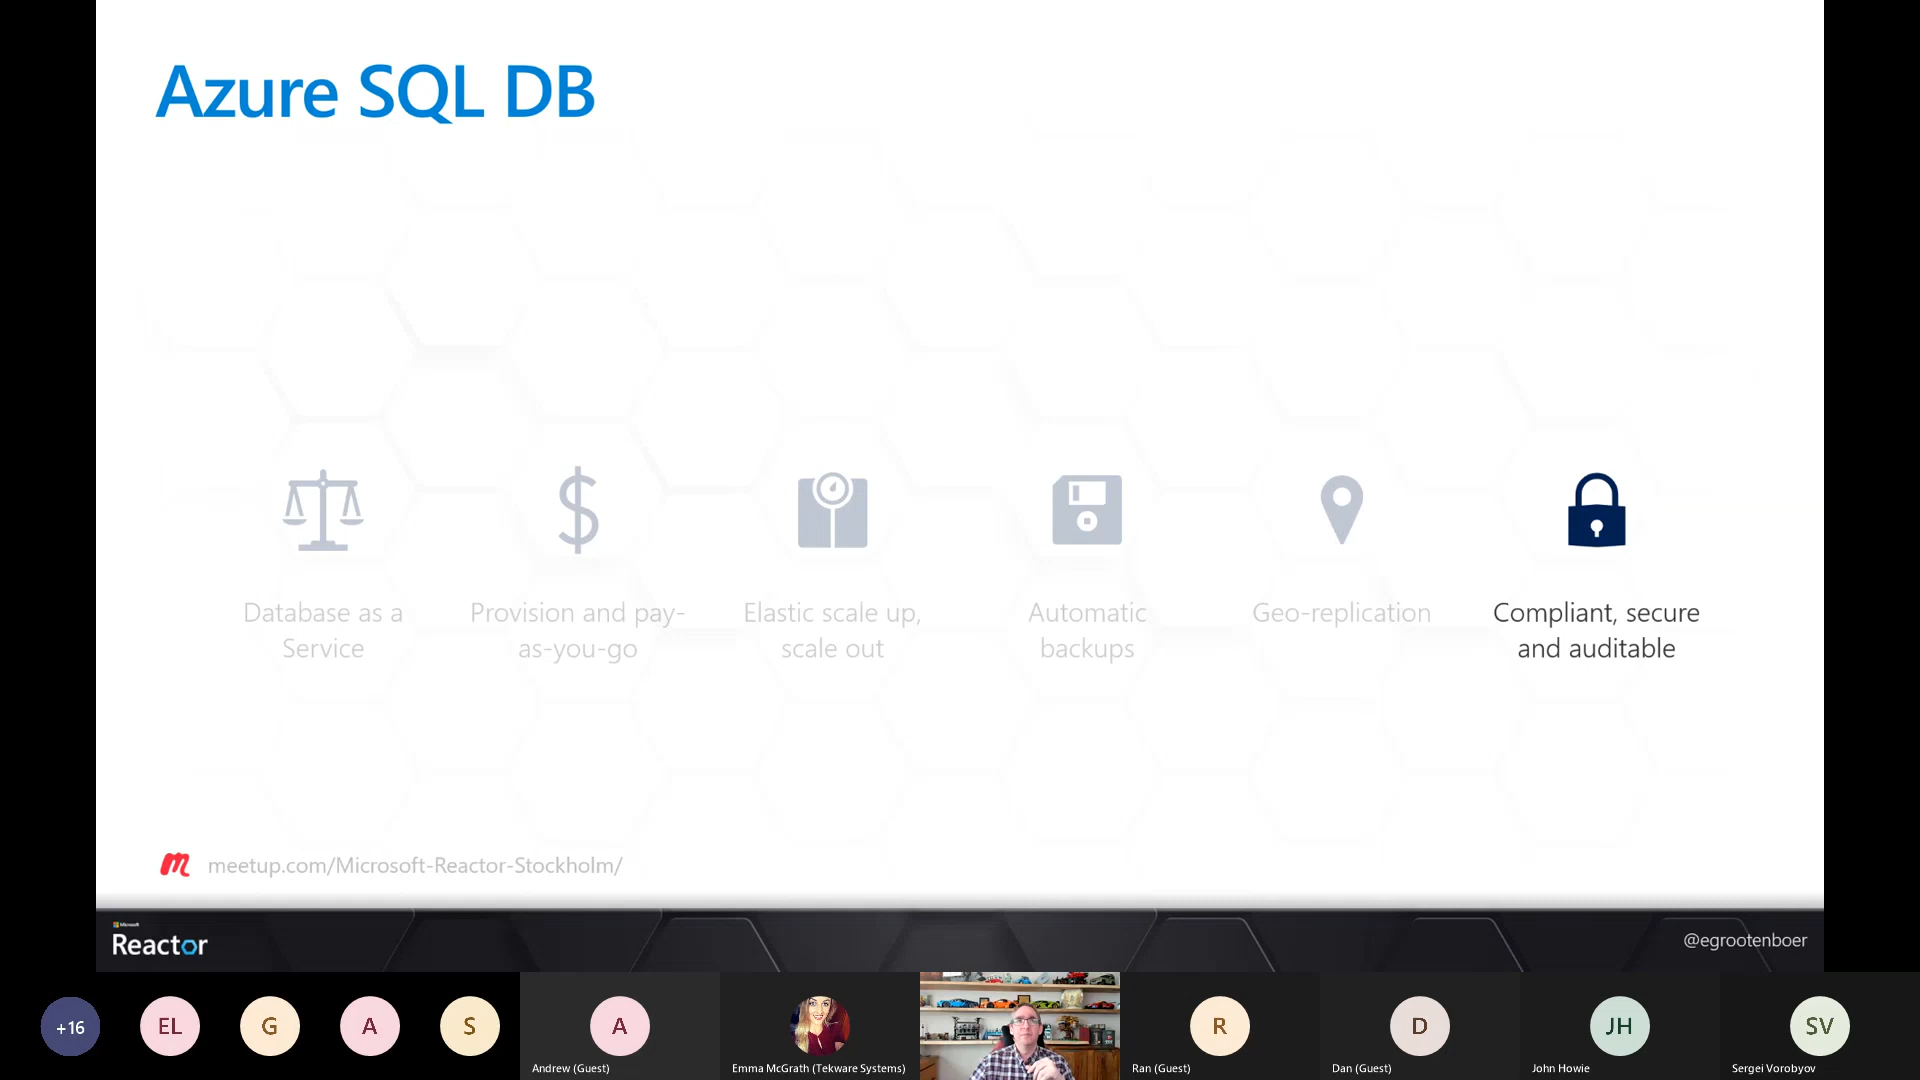 Azure SQL DB
Database as a
Service
Provision and pay-
as-you-go
Elastic scale up,
scale out
Automatic
backups
Geo-replication
Compliant, secure
and auditable
meetup.com/Microsoft-Reactor-Stockholm/
Microsoft
Reactor
@egrootenboer
+16
EL
G
A
S
A
Andrew (Guest)
Emma McGrath (Tekware Systems)
R
Ran (Guest)
D
Dan (Guest)
JH
John Howie
SV
Sergei Vorobyov